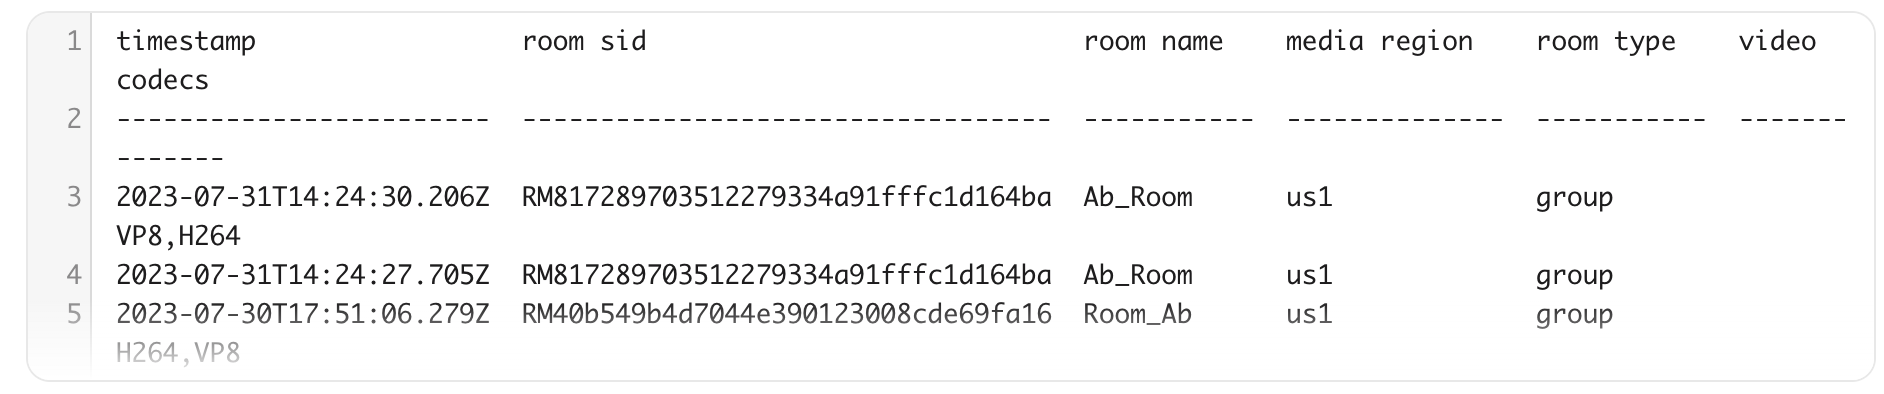 1 timestamp                 room sid                            room name    media region    room type    video
codecs
2 ------------------------  ----------------------------------  -----------  --------------  -----------  -------
-------
3 2023-07-31T14:24:30.206Z  RM817289703512279334a91fffc1d164ba  Ab_Room      us1             group
VP8,H264
4 2023-07-31T14:24:27.705Z  RM817289703512279334a91fffc1d164ba  Ab_Room      us1             group
5 2023-07-30T17:51:06.279Z  RM40b549b4d7044e390123008cde69fa16  Room_Ab      us1             group
H264,VP8